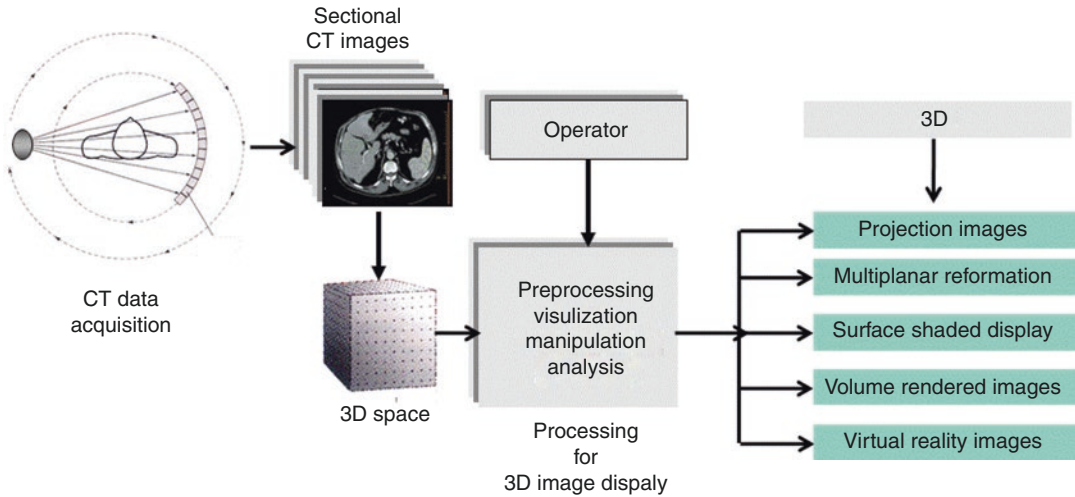 Sectional
CT images
CT data
acquisition
3D space
Operator
Preprocessing
visulization
manipulation
analysis
Processing
for
3D image dispaly
3D
Projection images
Multiplanar reformation
Surface shaded display
Volume rendered images
Virtual reality images